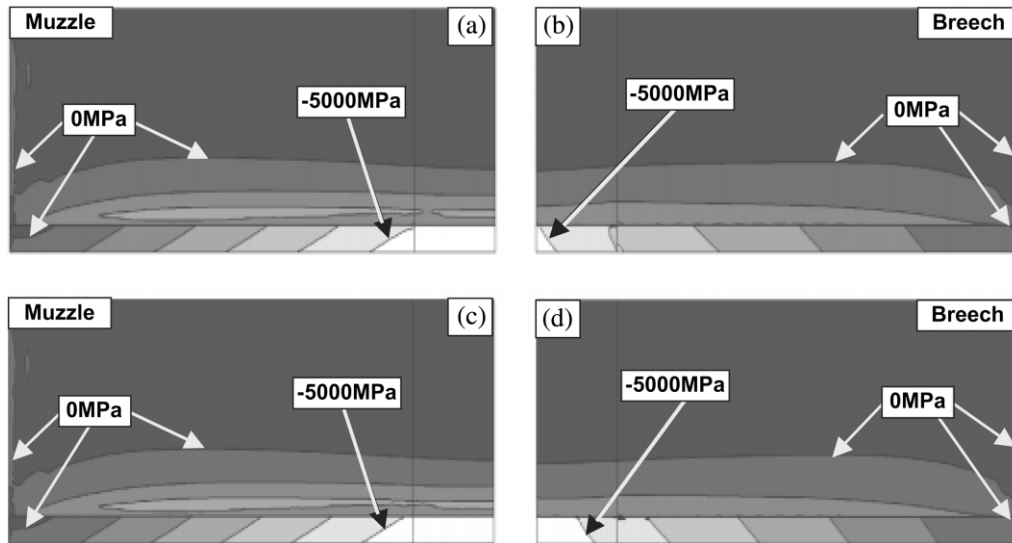 Muzzle (a)
0MPa
-5000MPa
(b) Breech
-5000MPa
0MPa
Muzzle (c)
0MPa
-5000MPa
(d) Breech
-5000MPa
0MPa